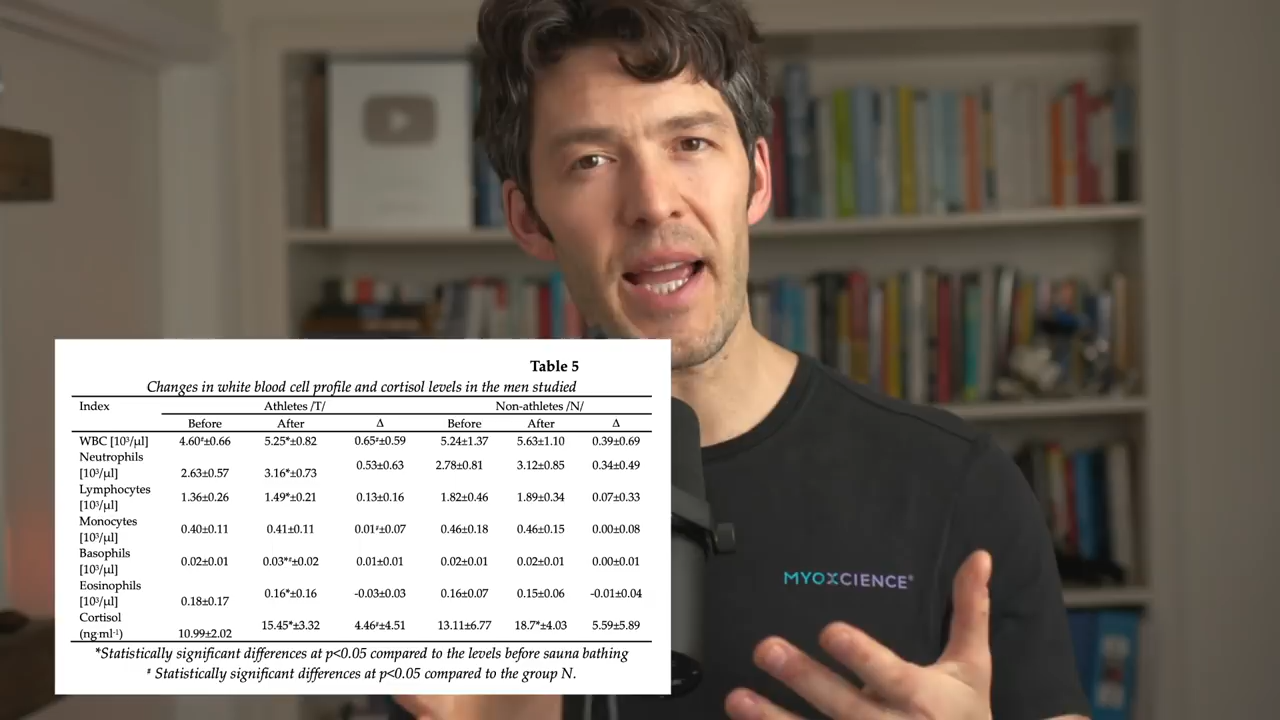 Table 5
Changes in white blood cell profile and cortisol levels in the men studied
Index Athletes /T/ Non-athletes /N/
Before After Δ Before After Δ
WBC [10³/µl] 4.60ᶻ±0.66 5.25*±0.82 0.65ᶻ±0.59 5.24±1.37 5.63±1.10 0.39±0.69
Neutrophils [10³/µl] 2.63±0.57 3.16*±0.73 0.53±0.63 2.78±0.81 3.12±0.85 0.34±0.49
Lymphocytes [10³/µl] 1.36±0.26 1.49*±0.21 0.13±0.16 1.82±0.46 1.89±0.34 0.07±0.33
Monocytes [10³/µl] 0.40±0.11 0.41±0.11 0.01ᶻ±0.07 0.46±0.18 0.46±0.15 0.00±0.08
Basophils [10³/µl] 0.02±0.01 0.03*ᶻ±0.02 0.01±0.01 0.02±0.01 0.02±0.01 0.00±0.01
Eosinophils [10³/µl] 0.18±0.17 0.16*±0.16 -0.03±0.03 0.16±0.07 0.15±0.06 -0.01±0.04
Cortisol (ng·ml⁻¹) 10.99±2.02 15.45*±3.32 4.46ᶻ±4.51 13.11±6.77 18.7*±4.03 5.59±5.89
*Statistically significant differences at p<0.05 compared to the levels before sauna bathing
ᶻ Statistically significant differences at p<0.05 compared to the group N.
MYOXCIENCE®